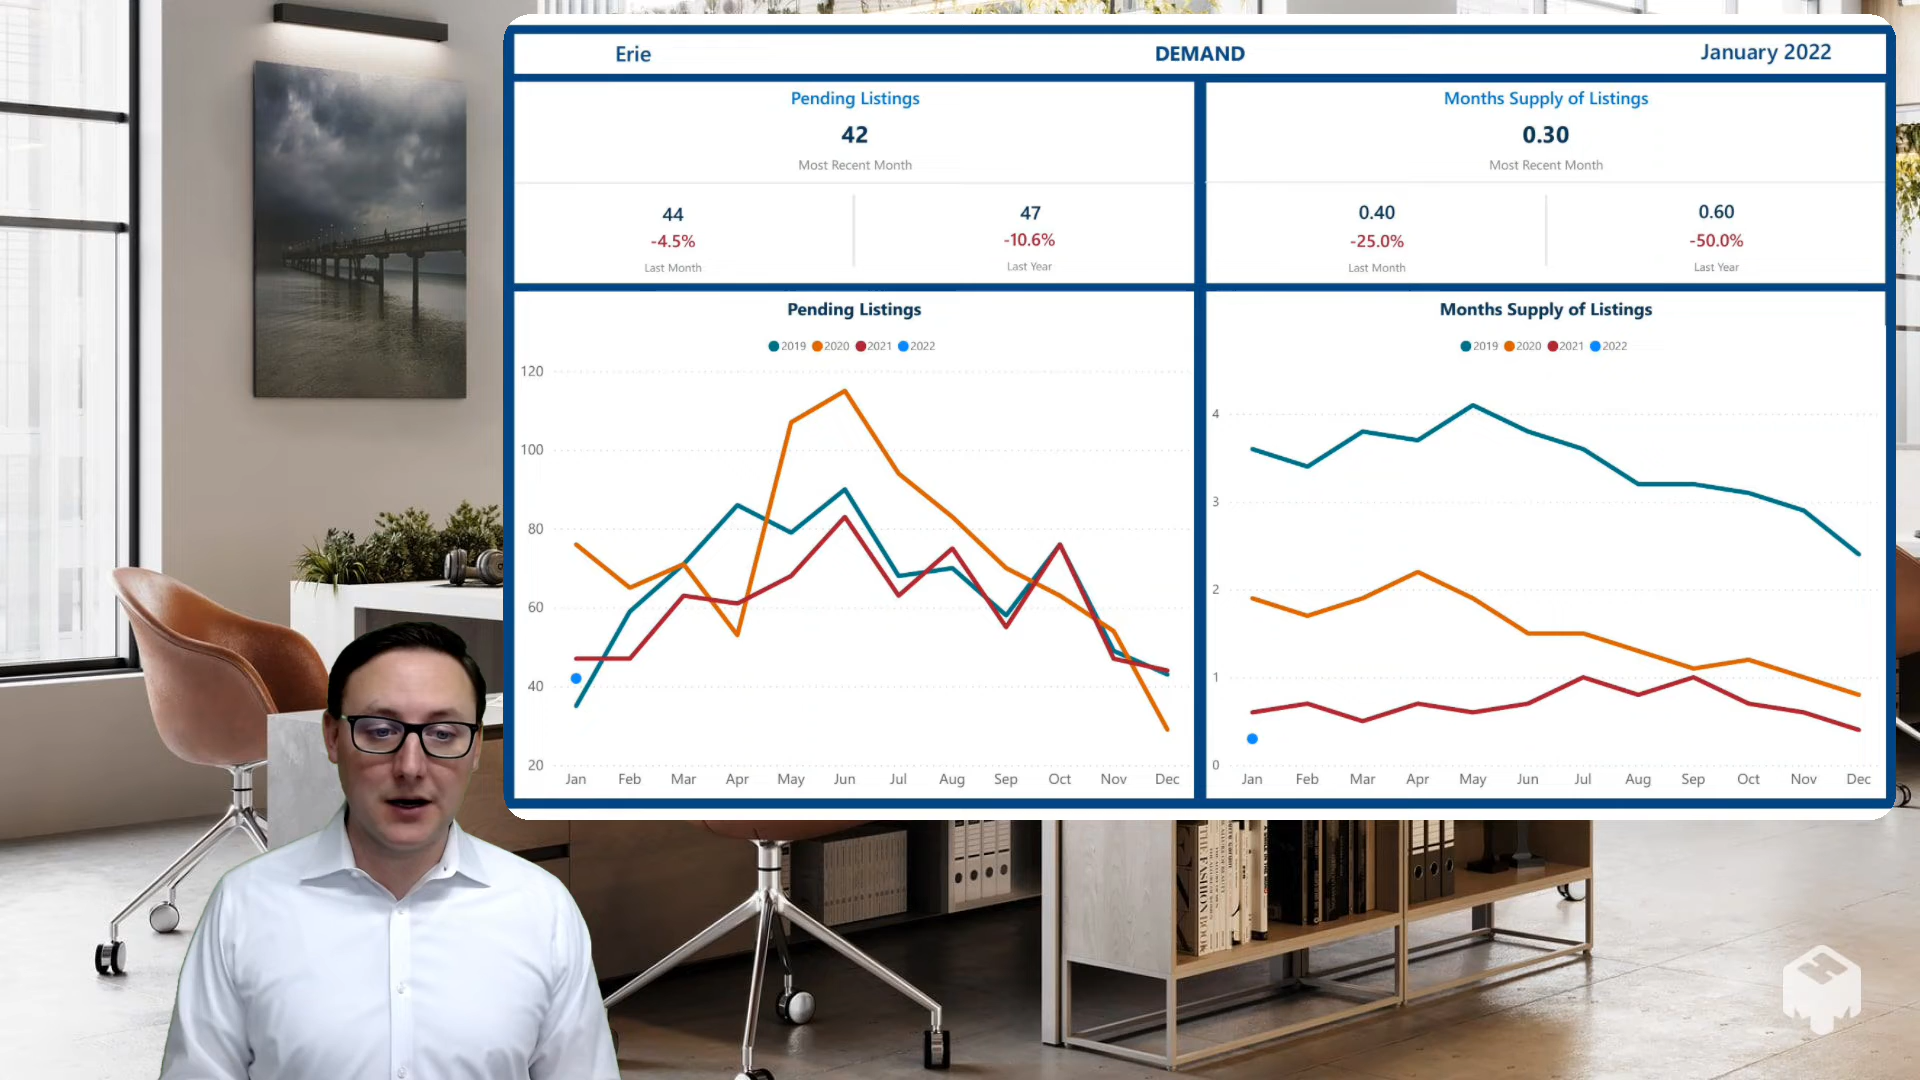 Erie
DEMAND
January 2022
Pending Listings
42
Most Recent Month
44
-4.5%
Last Month
47
-10.6%
Last Year
Months Supply of Listings
0.30
Most Recent Month
0.40
-25.0%
Last Month
0.60
-50.0%
Last Year
Pending Listings
2019 2020 2021 2022
120
100
80
60
40
20
Jan Feb Mar Apr May Jun Jul Aug Sep Oct Nov Dec
Months Supply of Listings
2019 2020 2021 2022
4
3
2
1
0
Jan Feb Mar Apr May Jun Jul Aug Sep Oct Nov Dec
THE FASHION BOOK